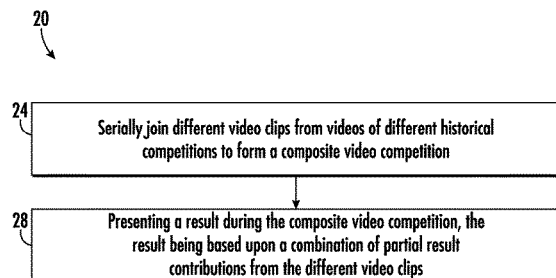 20
24
Serially join different video clips from videos of different historical
competitions to form a composite video competition
28
Presenting a result during the composite video competition, the
result being based upon a combination of partial result
contributions from the different video clips